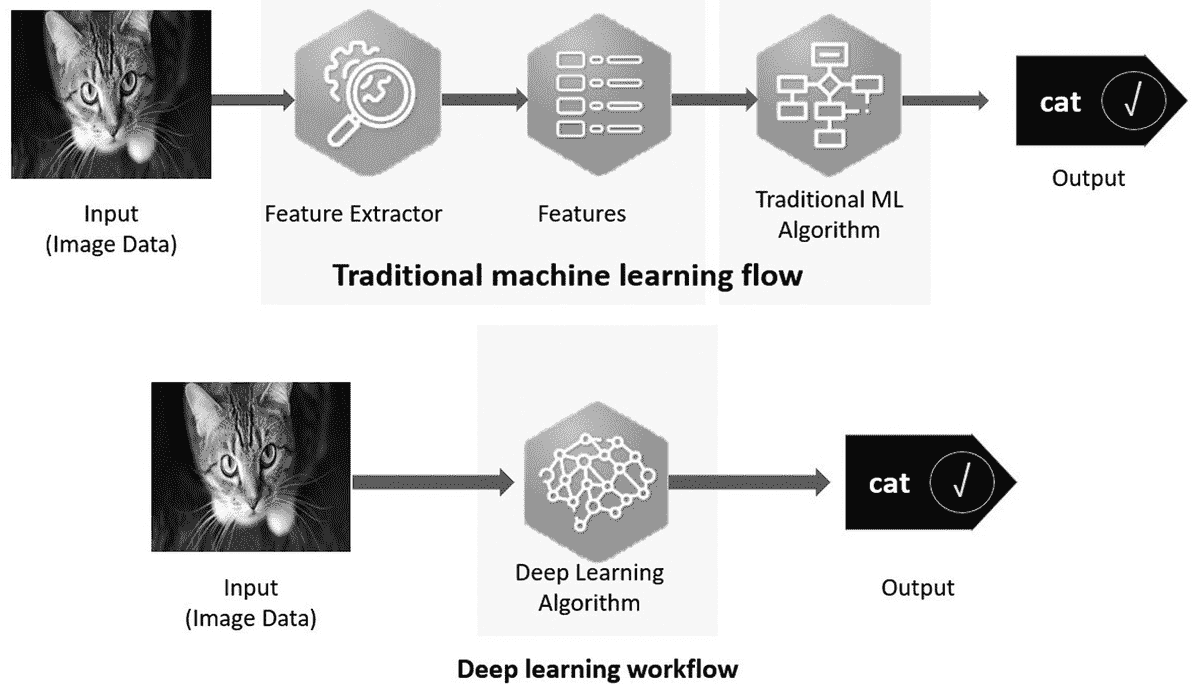 cat √
Output
Input
(Image Data)
Feature Extractor
Features
Traditional ML
Algorithm
Traditional machine learning flow
cat √
Input
(Image Data)
Deep Learning
Algorithm
Output
Deep learning workflow